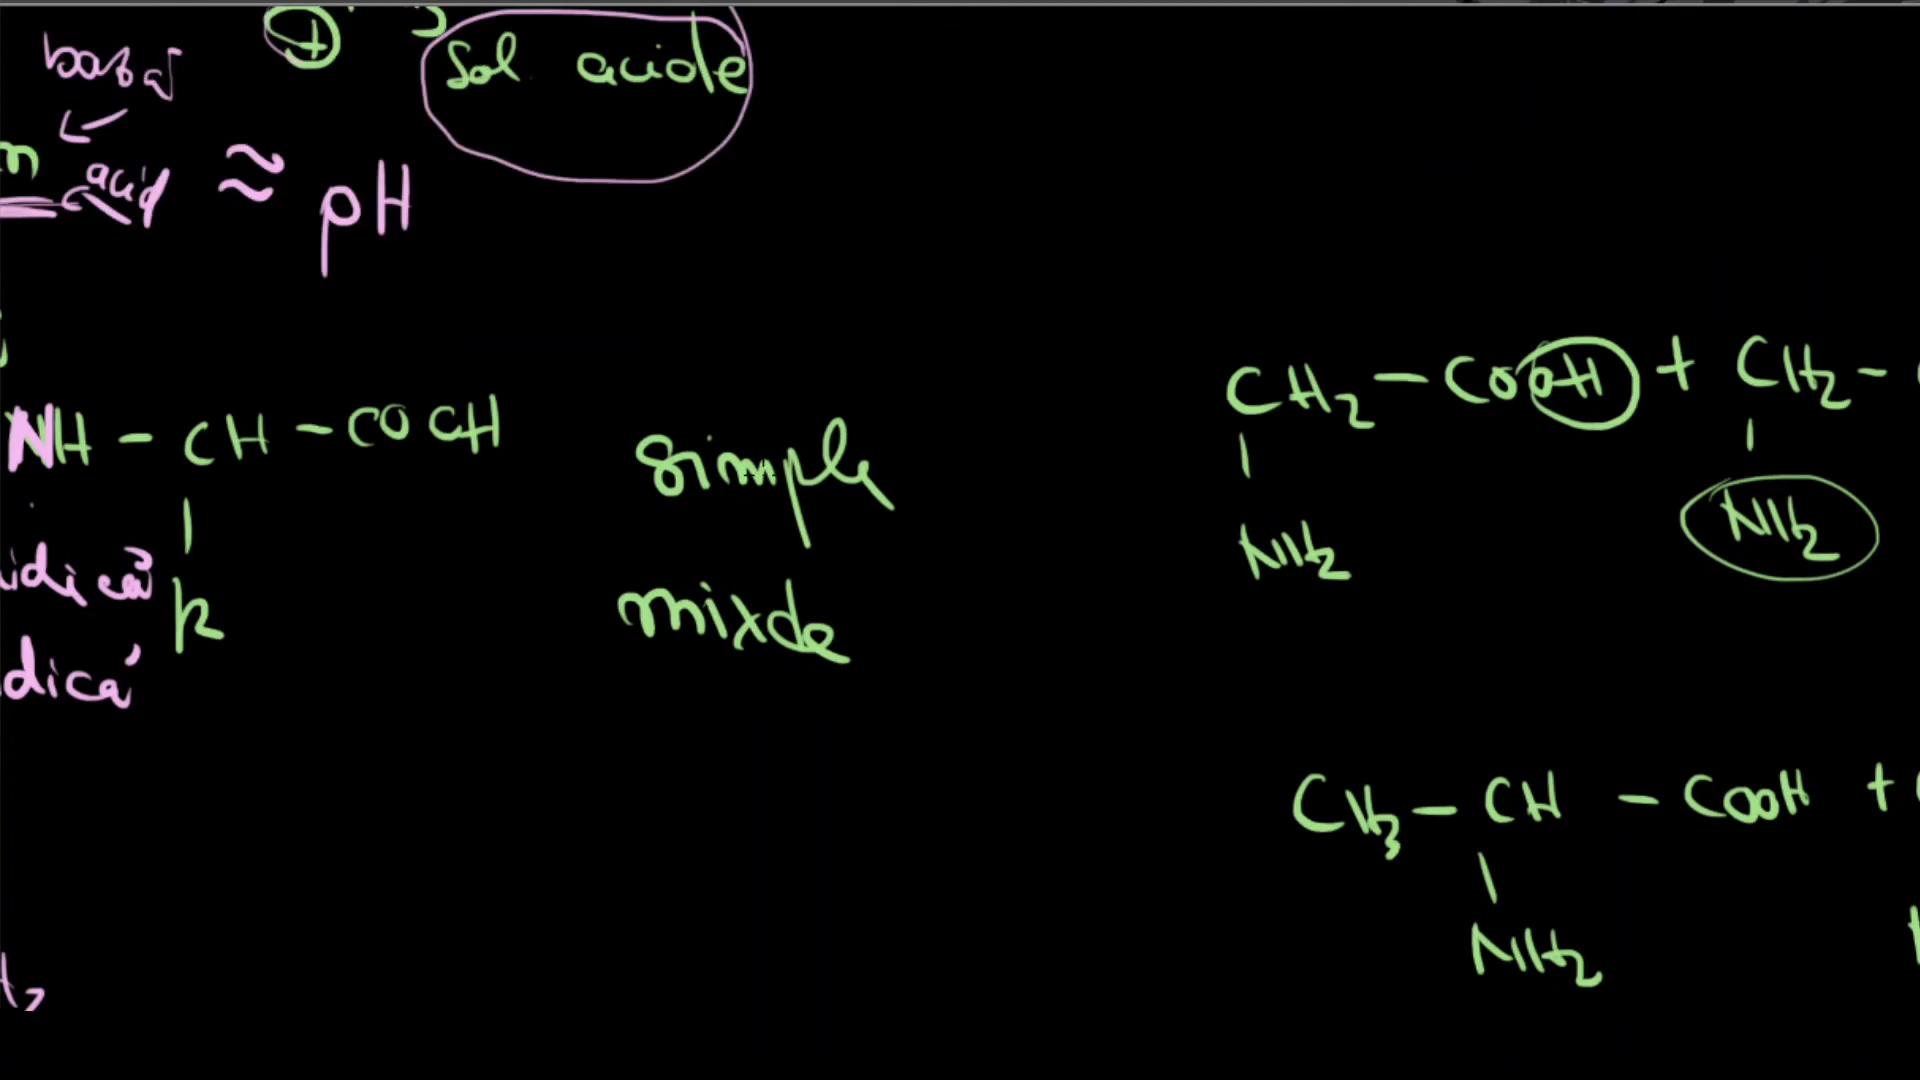 +
sol acide
bază
acid ≈ pH
NH - CH - COOH
R
simple
mixte
CH2 - COOH + CH2 -
NH2 NH2
CH3 - CH - COOH +
NH2